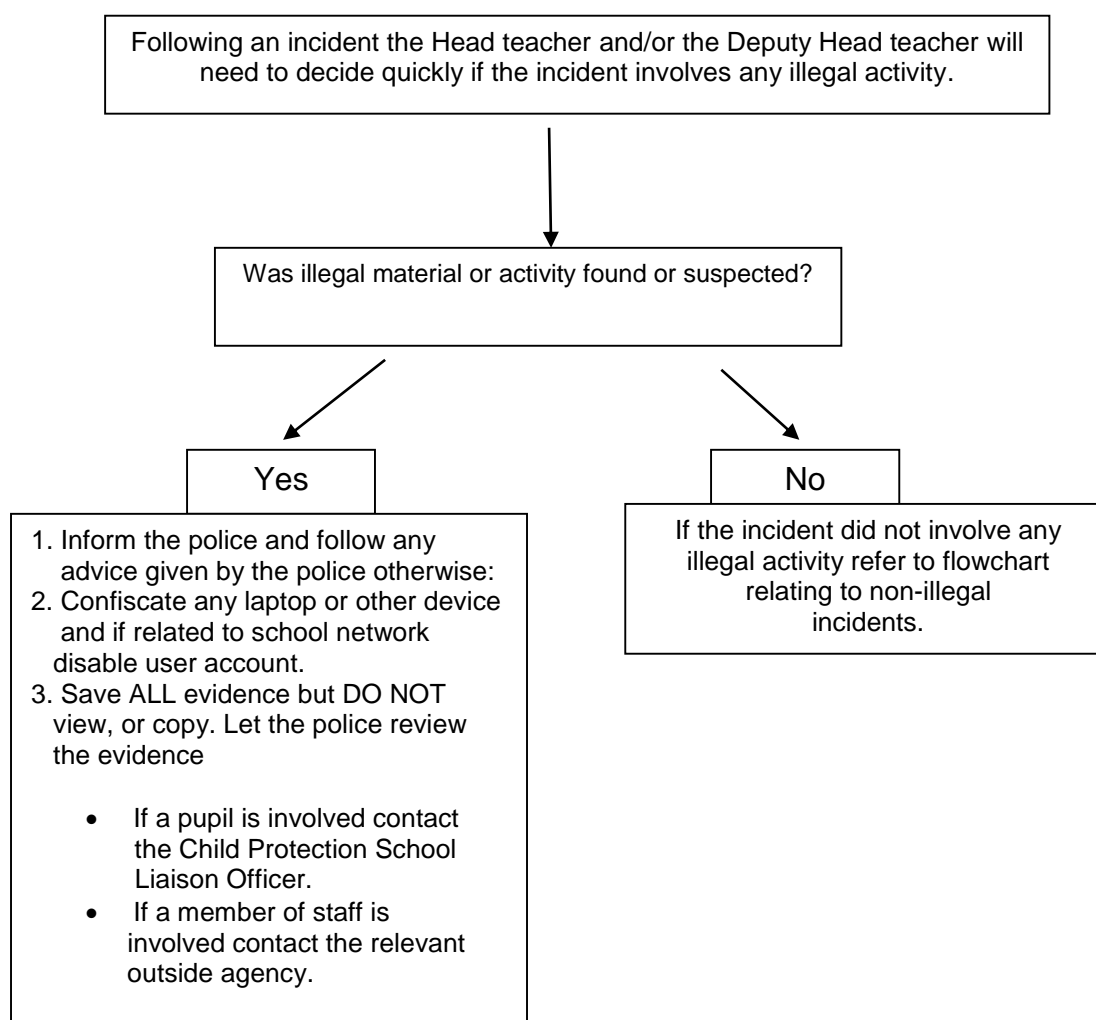 Following an incident the Head teacher and/or the Deputy Head teacher will
need to decide quickly if the incident involves any illegal activity.
Was illegal material or activity found or suspected?
Yes
1. Inform the police and follow any
advice given by the police otherwise:
2. Confiscate any laptop or other device
and if related to school network
disable user account.
3. Save ALL evidence but DO NOT
view, or copy. Let the police review
the evidence
• If a pupil is involved contact
the Child Protection School
Liaison Officer.
• If a member of staff is
involved contact the relevant
outside agency.
No
If the incident did not involve any
illegal activity refer to flowchart
relating to non-illegal
incidents.